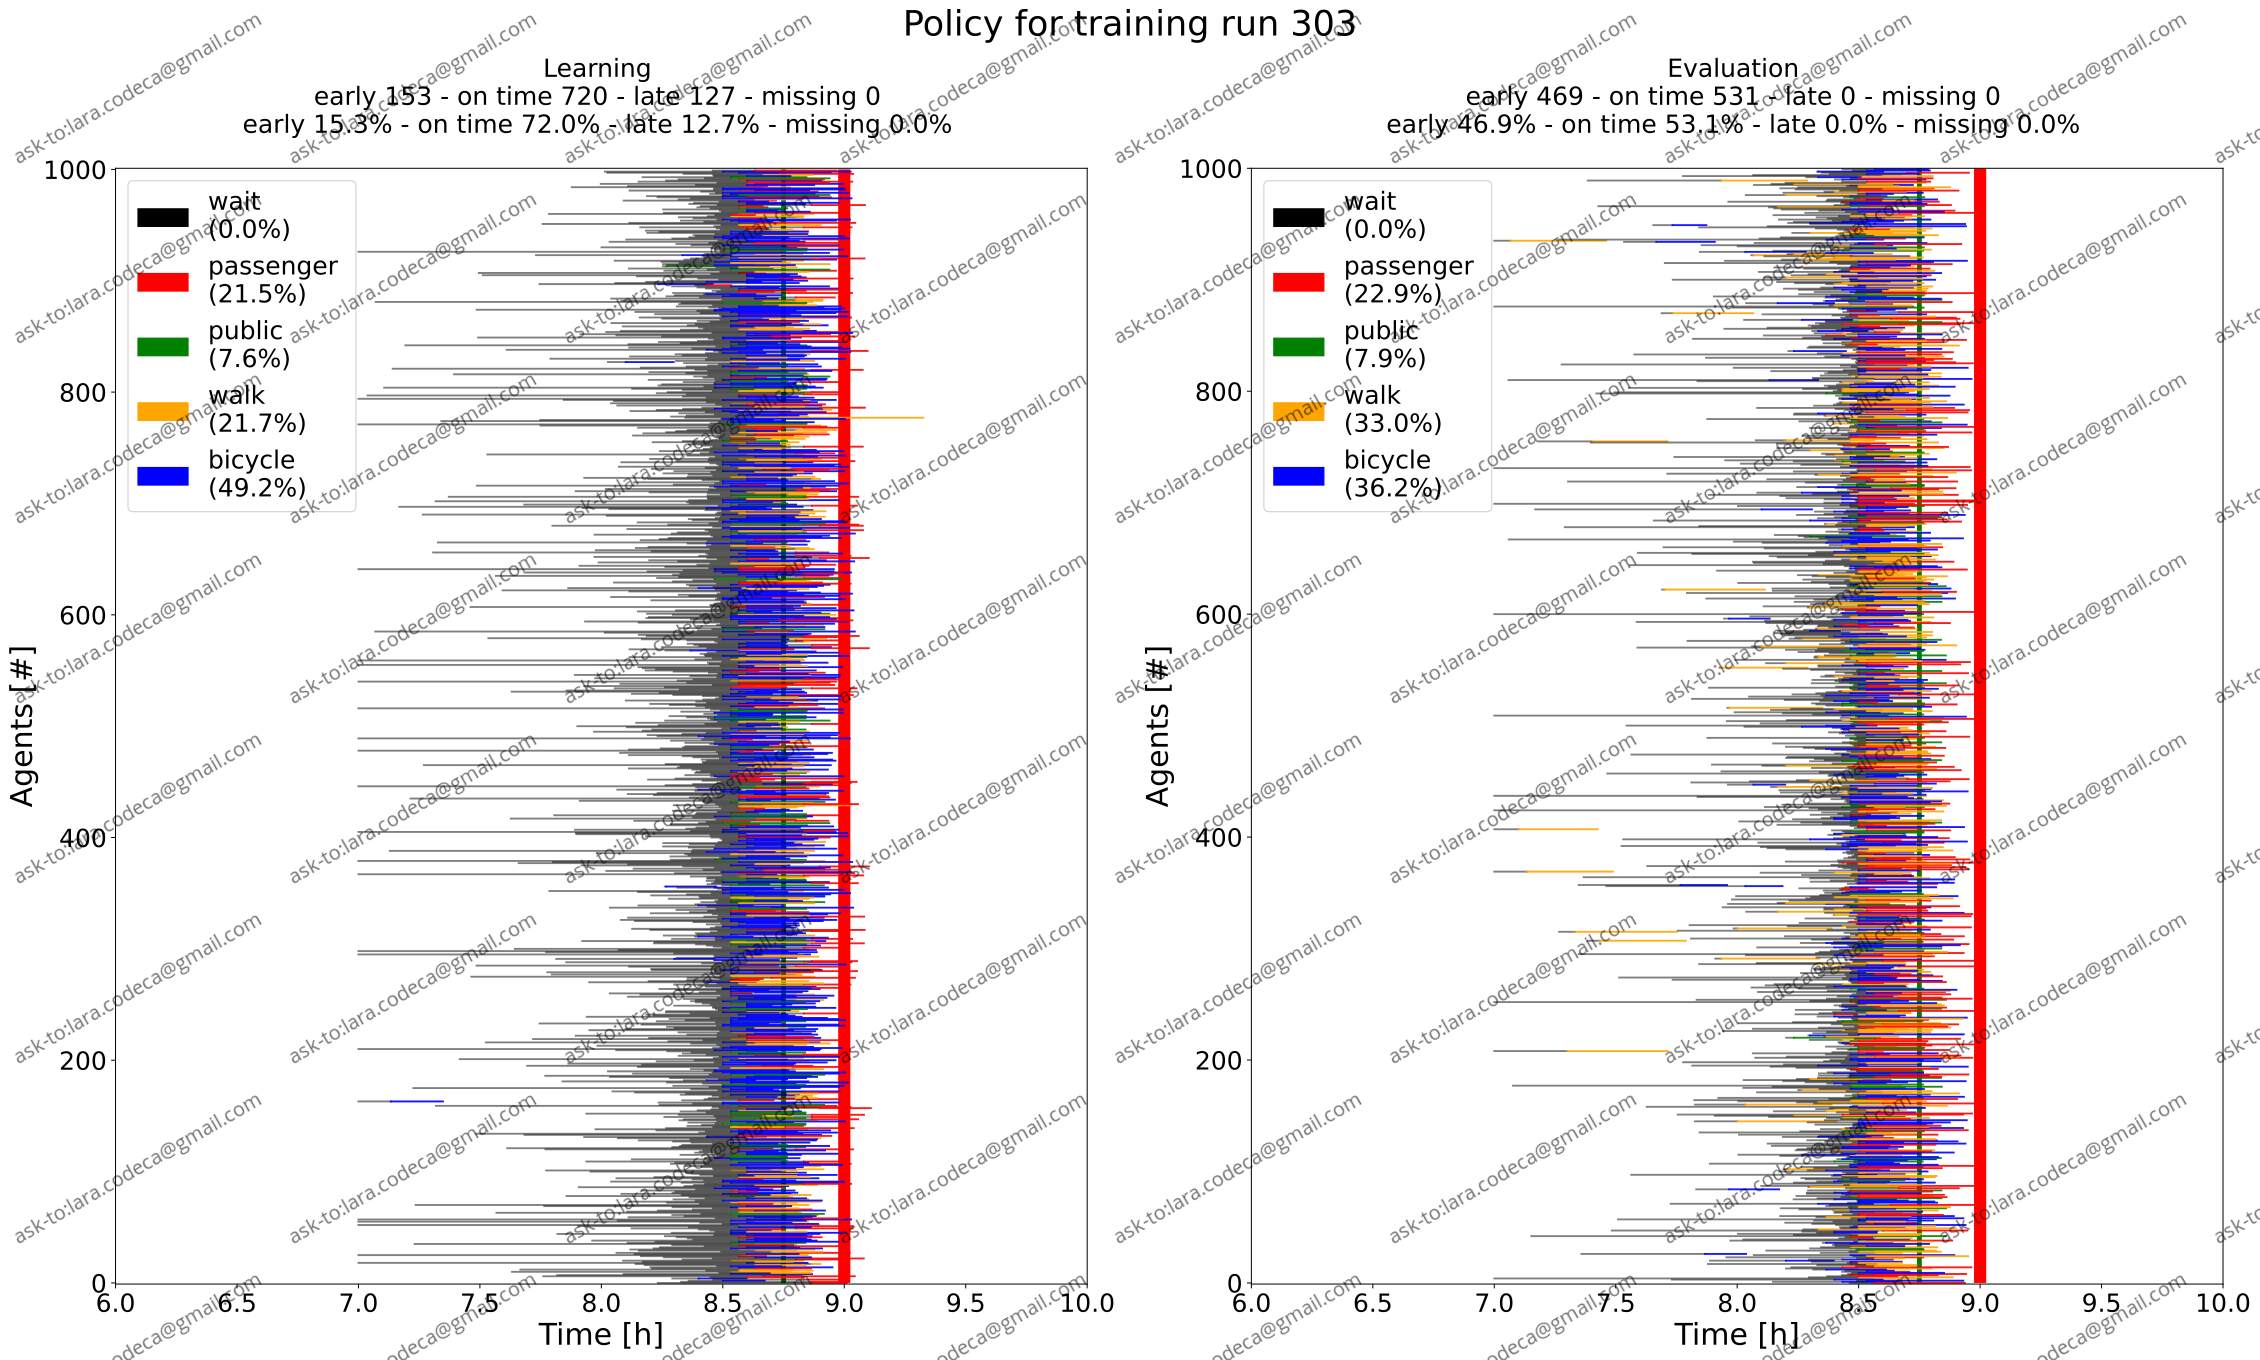 Policy for training run 303
Learning
early 153 - on time 720 - late 127 - missing 0
early 15.3% - on time 72.0% - late 12.7% - missing 0.0%
1000
800
600
400
200
0
Agents [#]
wait
(0.0%)
passenger
(21.5%)
public
(7.6%)
walk
(21.7%)
bicycle
(49.2%)
6.0 6.5 7.0 7.5 8.0 8.5 9.0 9.5 10.0
Time [h]
Evaluation
early 469 - on time 531 - late 0 - missing 0
early 46.9% - on time 53.1% - late 0.0% - missing 0.0%
1000
800
600
400
200
0
Agents [#]
wait
(0.0%)
passenger
(22.9%)
public
(7.9%)
walk
(33.0%)
bicycle
(36.2%)
6.0 6.5 7.0 7.5 8.0 8.5 9.0 9.5 10.0
Time [h]
ask-to:lara.codeca@gmail.com